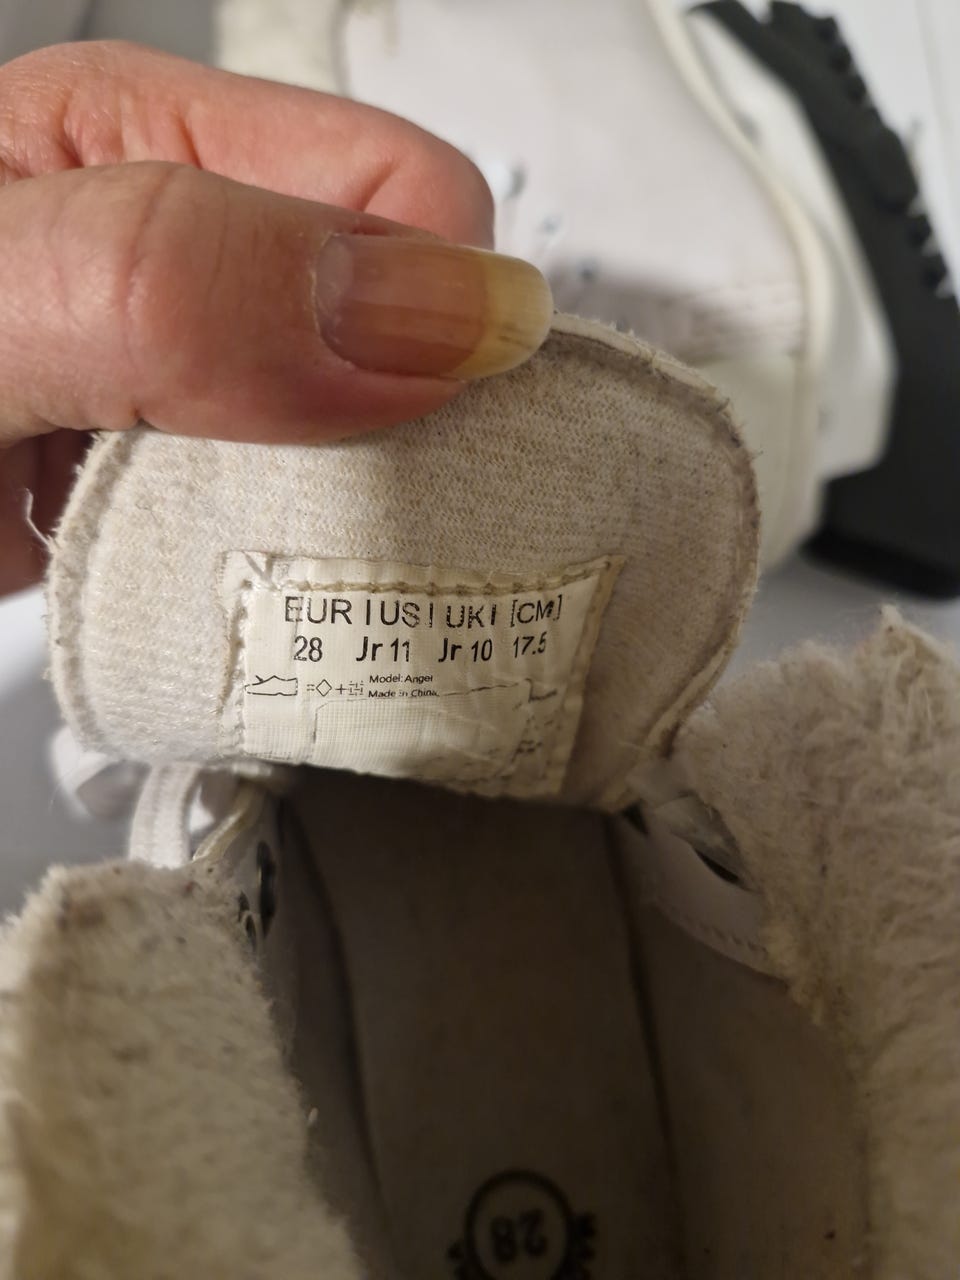 EUR | US | UK | [CM]
28 Jr 11 Jr 10 17.5
Model: Angel
Made in China
28